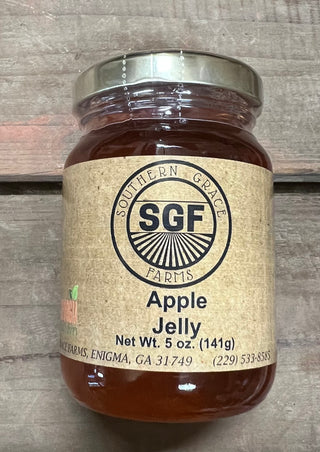 SOUTHERN GRACE
SGF
FARMS
Apple
Jelly
Net Wt. 5 oz. (141g)
FARMS, ENIGMA, GA 31749 (229) 533-8585